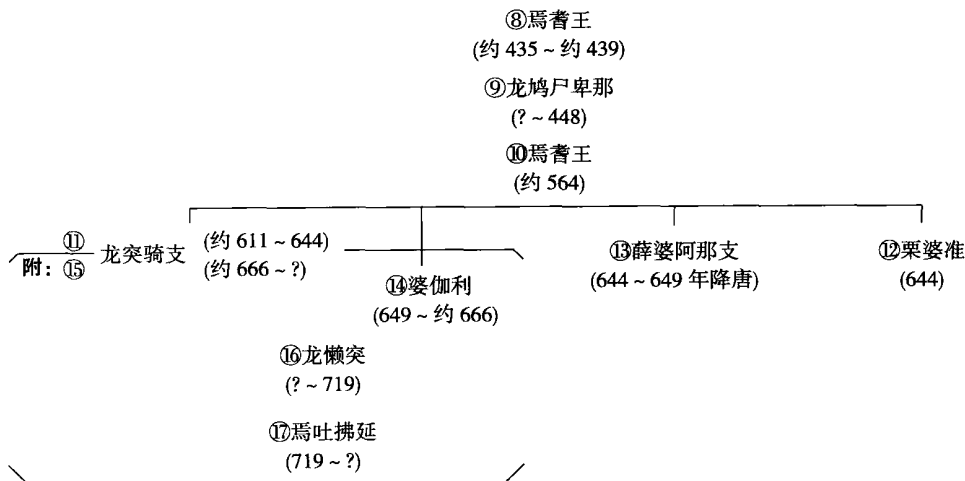 ⑧焉耆王
(约 435 ~ 约 439)
⑨龙鸠尸卑那
(? ~ 448)
⑩焉耆王
(约 564)
⑪
附：⑮
龙突骑支
(约 611 ~ 644)
(约 666 ~ ?)
⑭婆伽利
(649 ~ 约 666)
⑬薛婆阿那支
(644 ~ 649 年降唐)
⑫栗婆准
(644)
⑯龙懒突
(? ~ 719)
⑰焉吐拂延
(719 ~ ?)